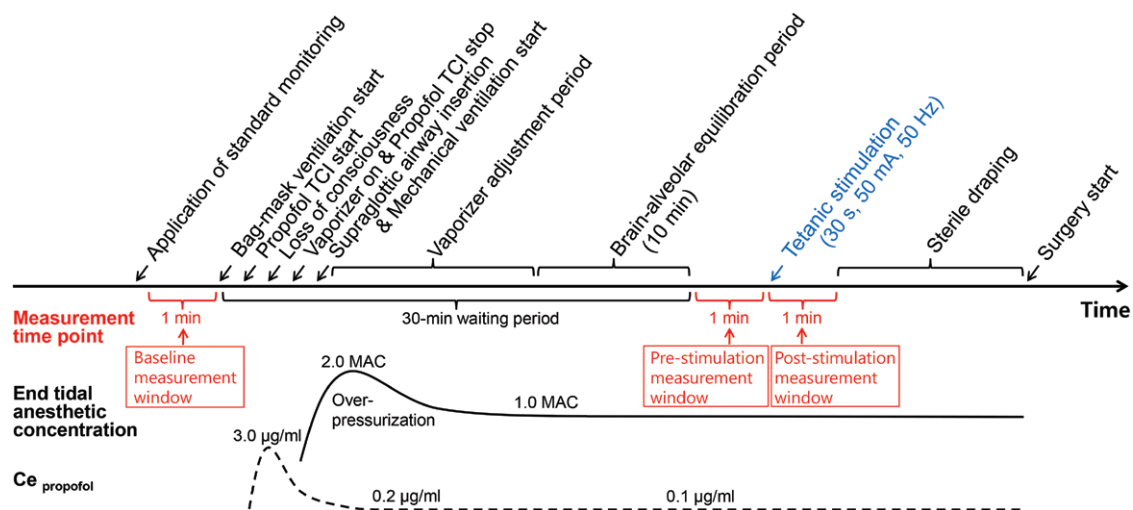 Application of standard monitoring
Bag-mask ventilation start
Propofol TCI start
Loss of consciousness
Vaporizer on & Propofol TCI stop
Supraglottic airway insertion
& Mechanical ventilation start
Vaporizer adjustment period
Brain-alveolar equilibration period
(10 min)
Tetanic stimulation
(30 s, 50 mA, 50 Hz)
Sterile draping
Surgery start
Time
Measurement
time point
1 min
30-min waiting period
1 min
1 min
Baseline
measurement
window
Pre-stimulation
measurement
window
Post-stimulation
measurement
window
End tidal
anesthetic
concentration
2.0 MAC
Over-
pressurization
1.0 MAC
3.0 µg/ml
Ce propofol
0.2 µg/ml
0.1 µg/ml